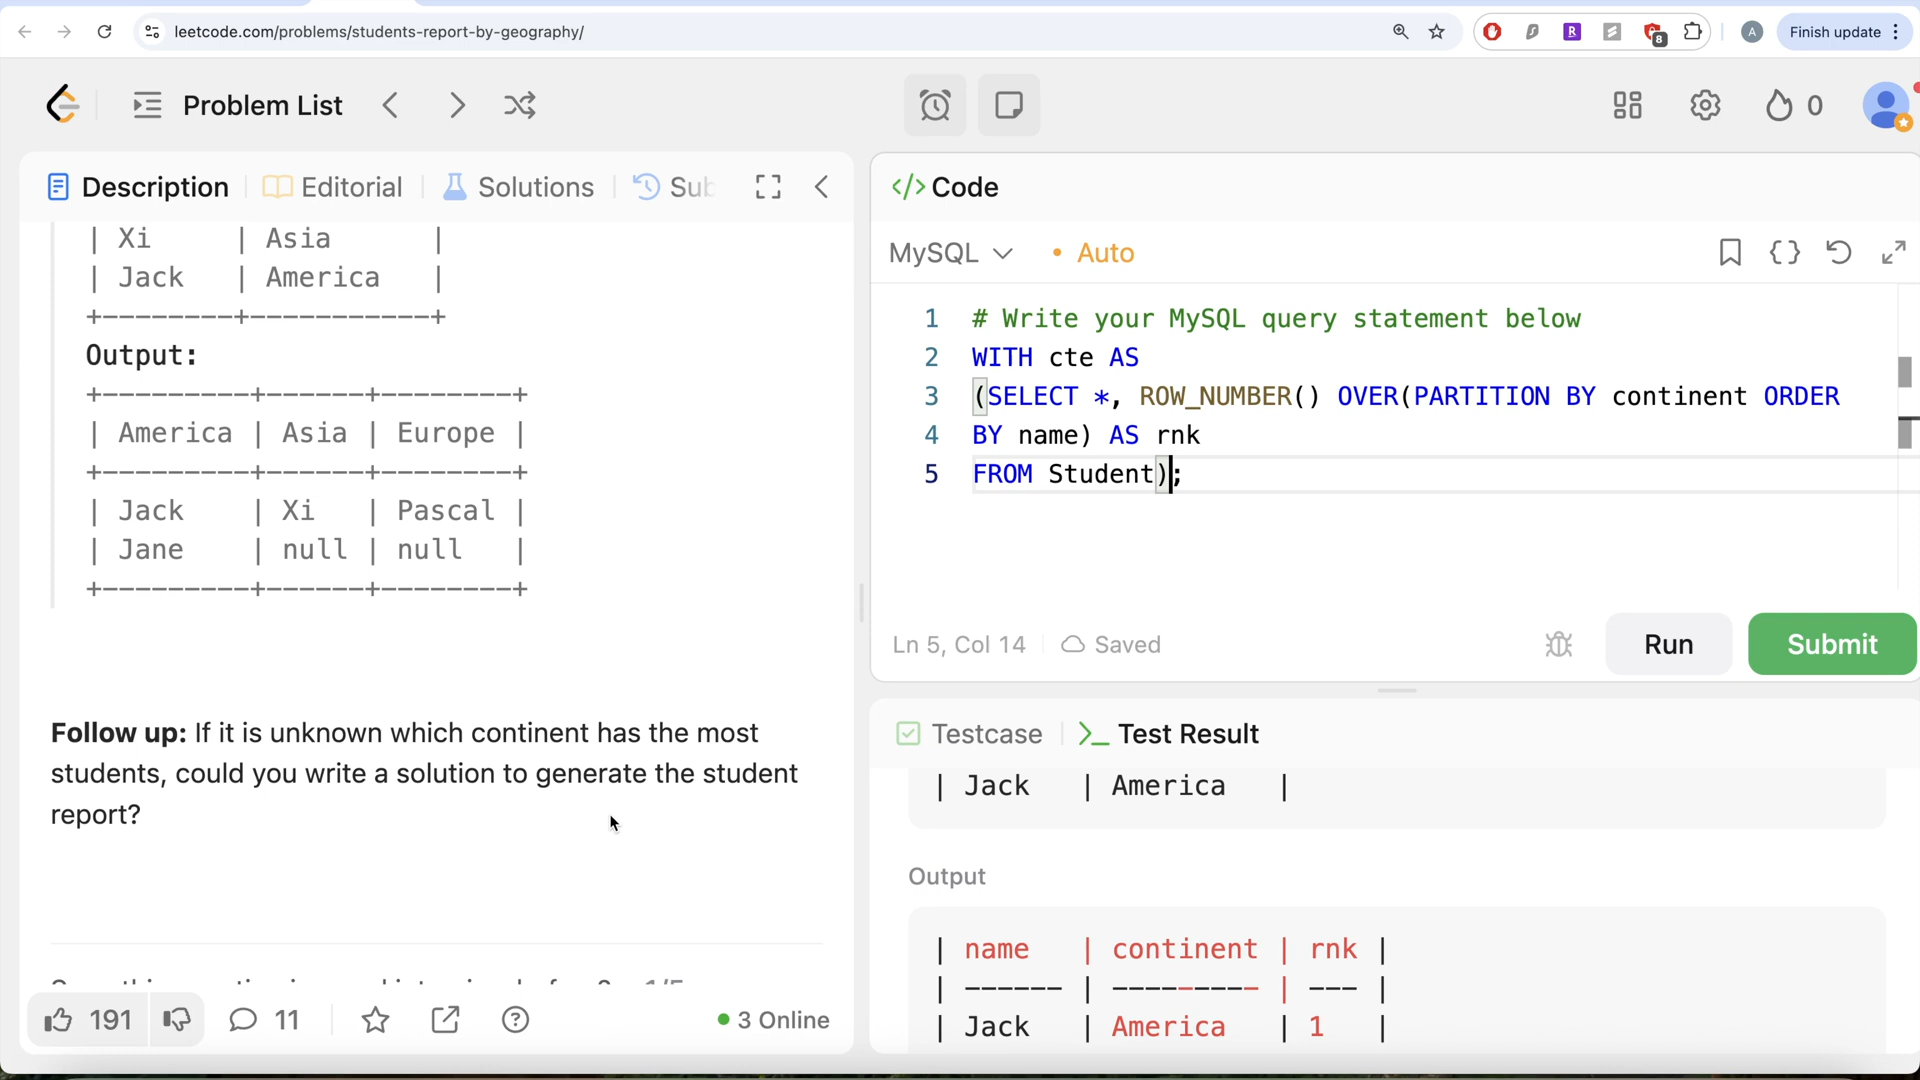 leetcode.com/problems/students-report-by-geography/
8
A
Finish update
Problem List
0
Description
Editorial
Solutions
Sub
| Xi | Asia |
| Jack | America |
+--------+-----------+
Output:
+---------+------+--------+
| America | Asia | Europe |
+---------+------+--------+
| Jack | Xi | Pascal |
| Jane | null | null |
+---------+------+--------+
Follow up: If it is unknown which continent has the most
students, could you write a solution to generate the student
report?
191
11
3 Online
</> Code
MySQL
Auto
1 # Write your MySQL query statement below
2 WITH cte AS
3 (SELECT *, ROW_NUMBER() OVER(PARTITION BY continent ORDER
4 BY name) AS rnk
5 FROM Student);
Ln 5, Col 14
Saved
Run
Submit
Testcase
>_ Test Result
| Jack | America |
Output
| name | continent | rnk |
| ------ | --------- | --- |
| Jack | America | 1 |